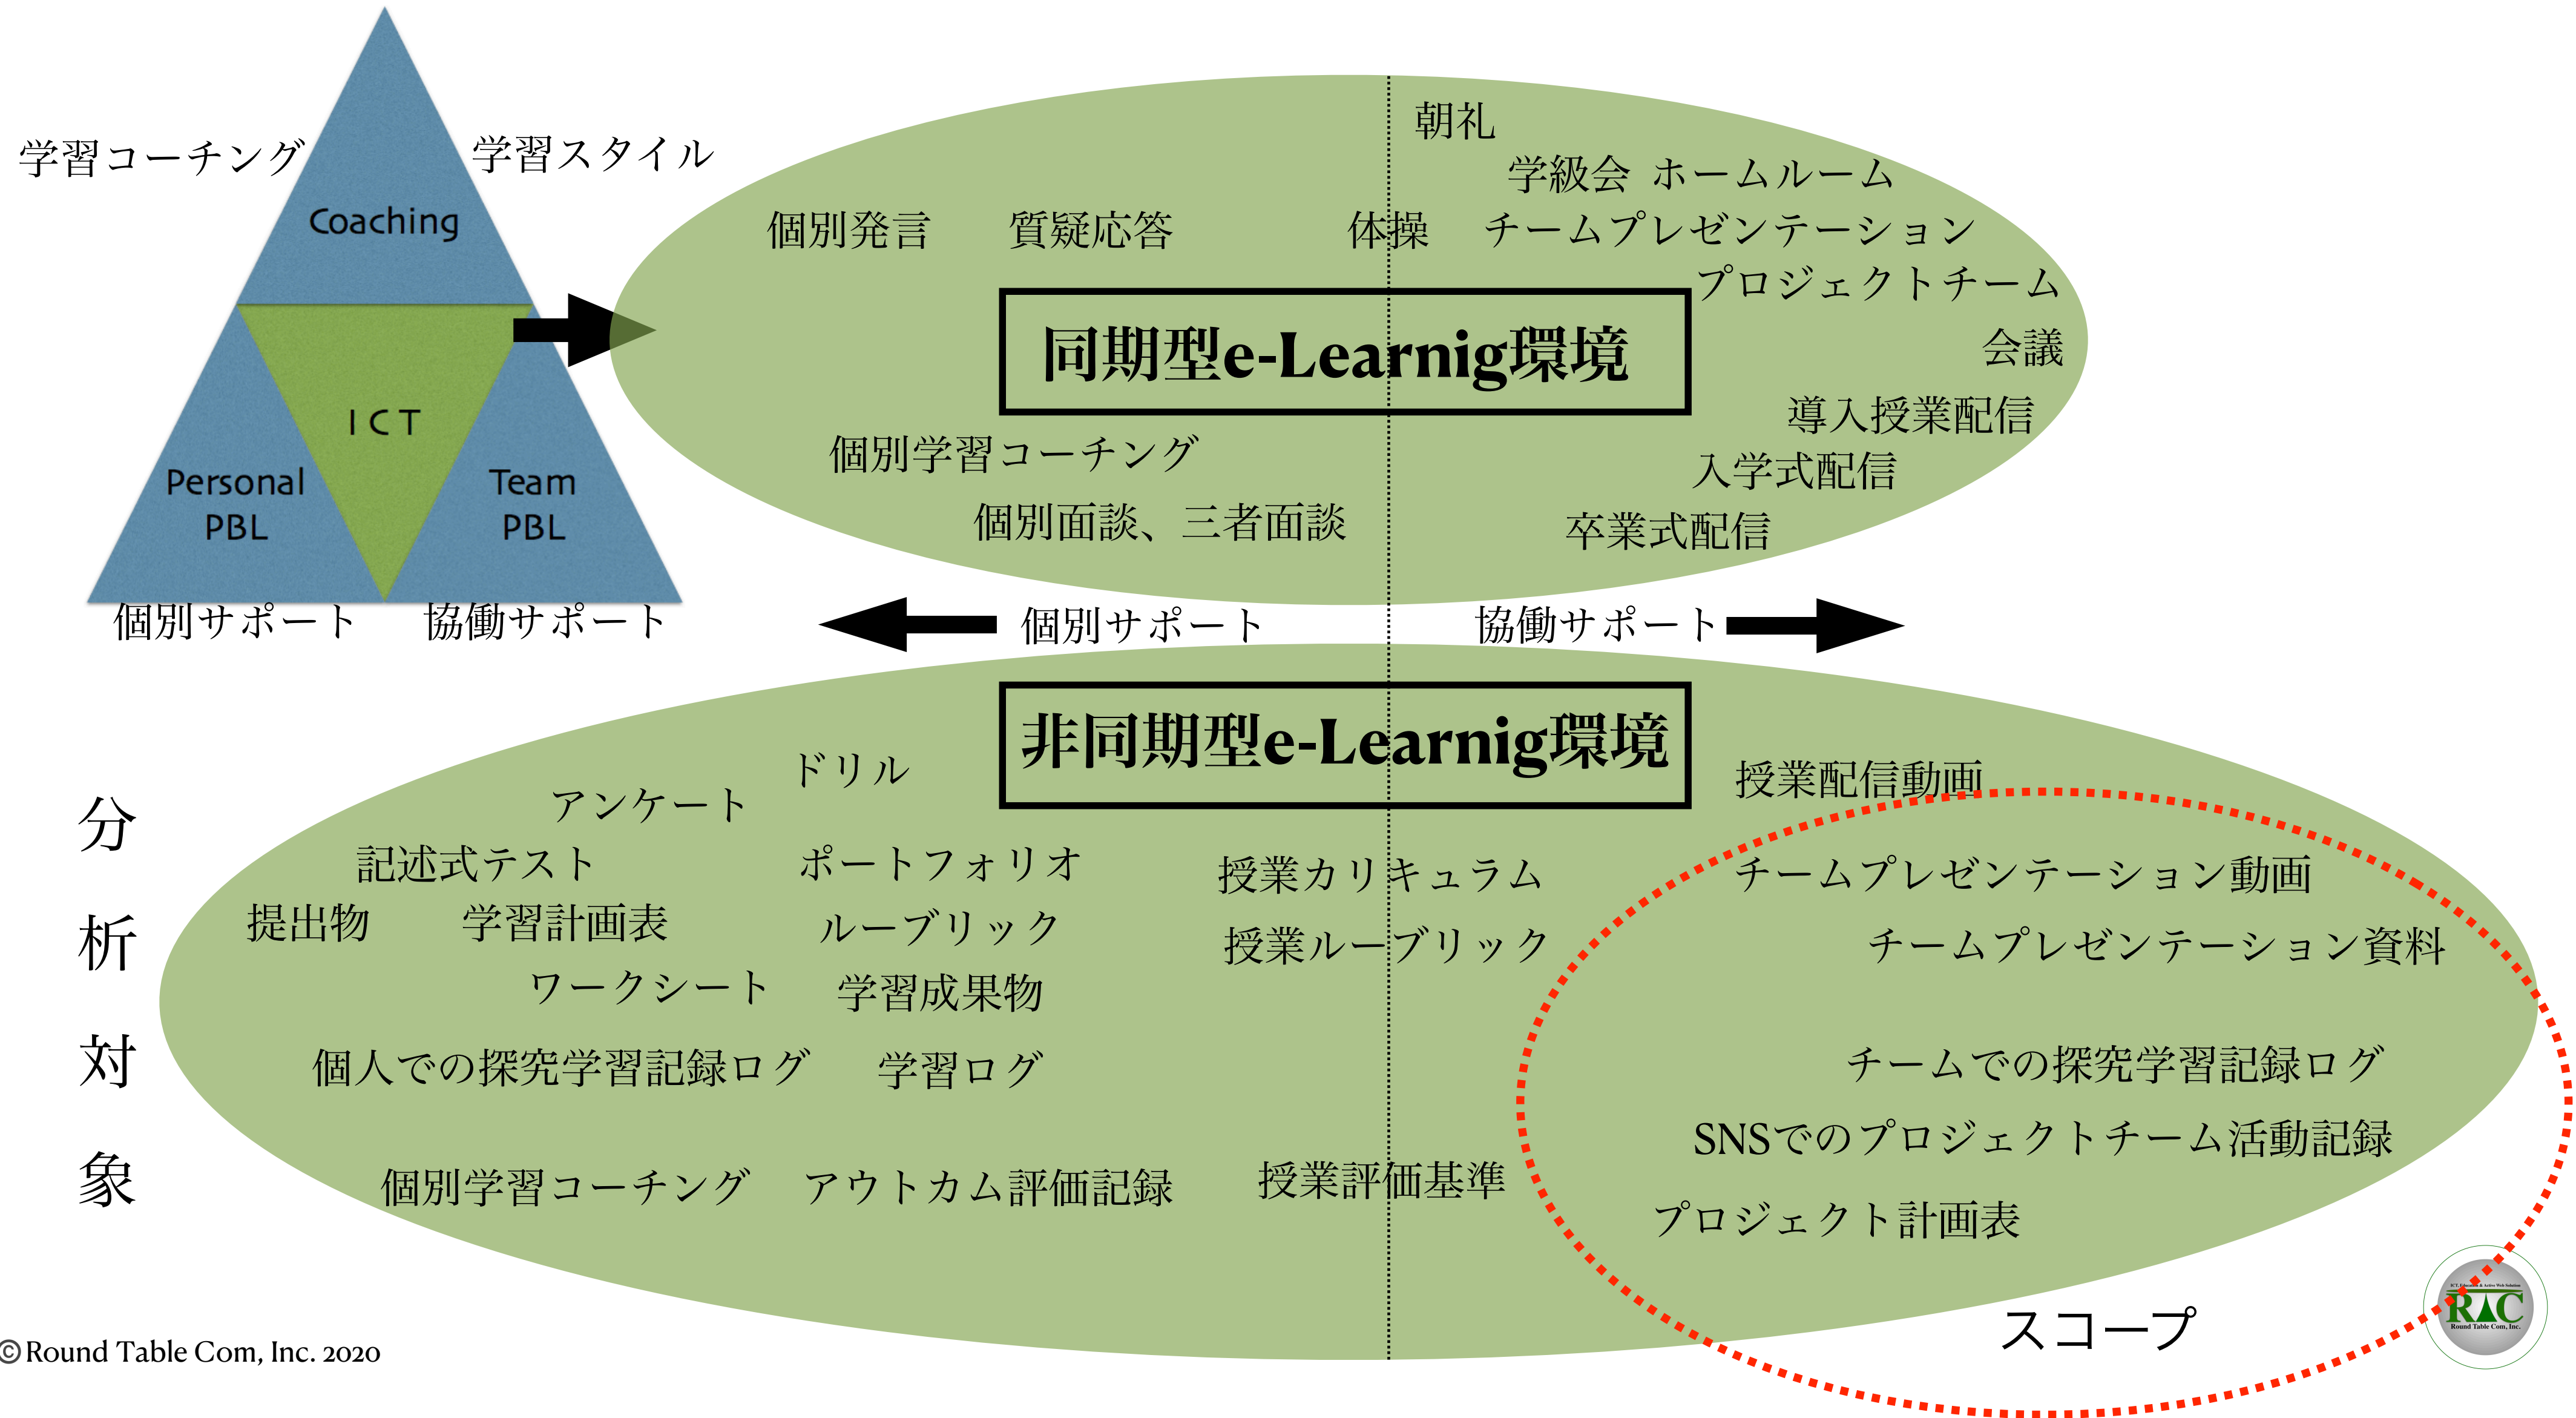 学習コーチング
学習スタイル
Coaching
ICT
Personal
PBL
Team
PBL
個別サポート
協働サポート
朝礼
学級会 ホームルーム
個別発言
質疑応答
体操
チームプレゼンテーション
プロジェクトチーム
同期型e-Learnig環境
会議
導入授業配信
個別学習コーチング
入学式配信
個別面談、三者面談
卒業式配信
個別サポート
協働サポート
非同期型e-Learnig環境
分析対象
ドリル
アンケート
授業配信動画
記述式テスト
ポートフォリオ
授業カリキュラム
チームプレゼンテーション動画
提出物
学習計画表
ルーブリック
授業ルーブリック
チームプレゼンテーション資料
ワークシート
学習成果物
個人での探究学習記録ログ
学習ログ
チームでの探究学習記録ログ
SNSでのプロジェクトチーム活動記録
個別学習コーチング
アウトカム評価記録
授業評価基準
プロジェクト計画表
スコープ
ICT, Education & Active Web Solution
RTC
Round Table Com, Inc.
©Round Table Com, Inc. 2020